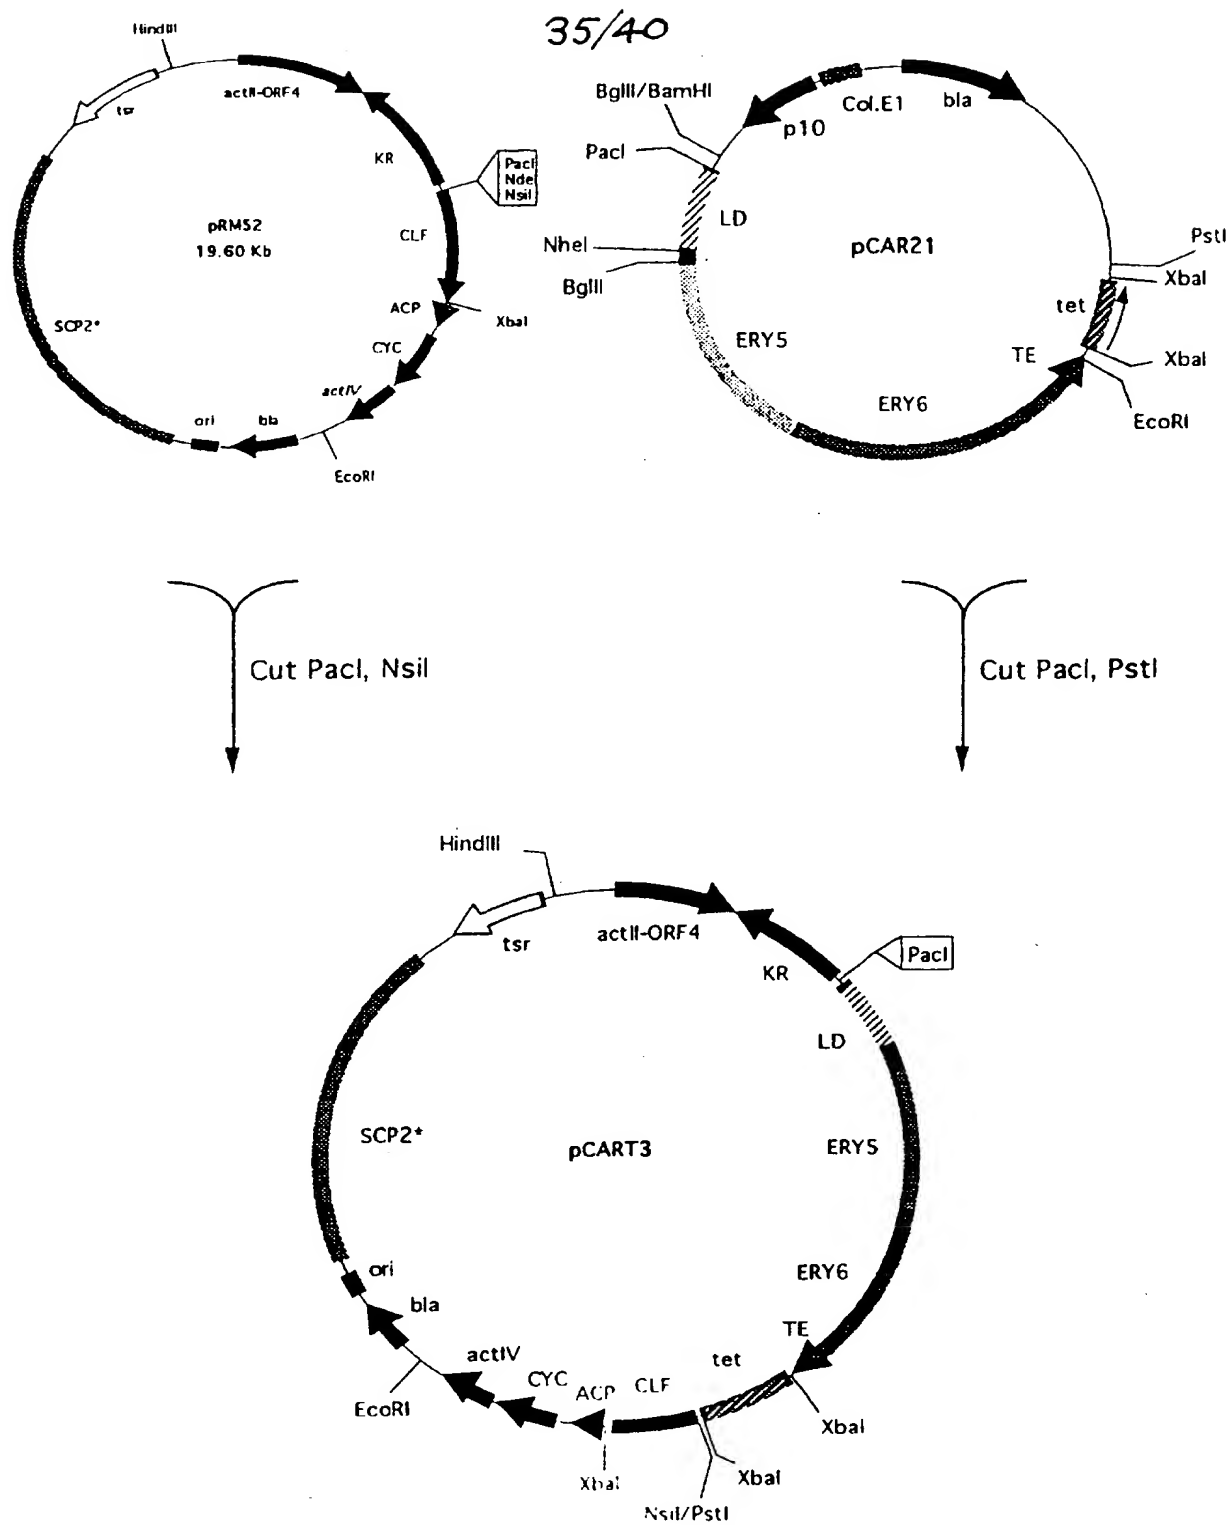 35/40
HindIII
tsr
actII-ORF4
KR
PacI
Nde
NsiI
pRM52
19.60 Kb
CLF
ACP
XbaI
SCP2*
CYC
actIV
ori
bla
EcoRI
BglII/BamHI
p10
Col.E1
bla
PacI
LD
pCAR21
NheI
BglII
PstI
XbaI
tet
ERY5
TE
XbaI
ERY6
EcoRI
Cut PacI, NsiI
Cut PacI, PstI
HindIII
tsr
actII-ORF4
KR
PacI
LD
SCP2*
pCART3
ERY5
ori
ERY6
bla
TE
actIV
tet
CYC
ACP
CLF
EcoRI
XbaI
XbaI
XbaI
NsiI/PstI